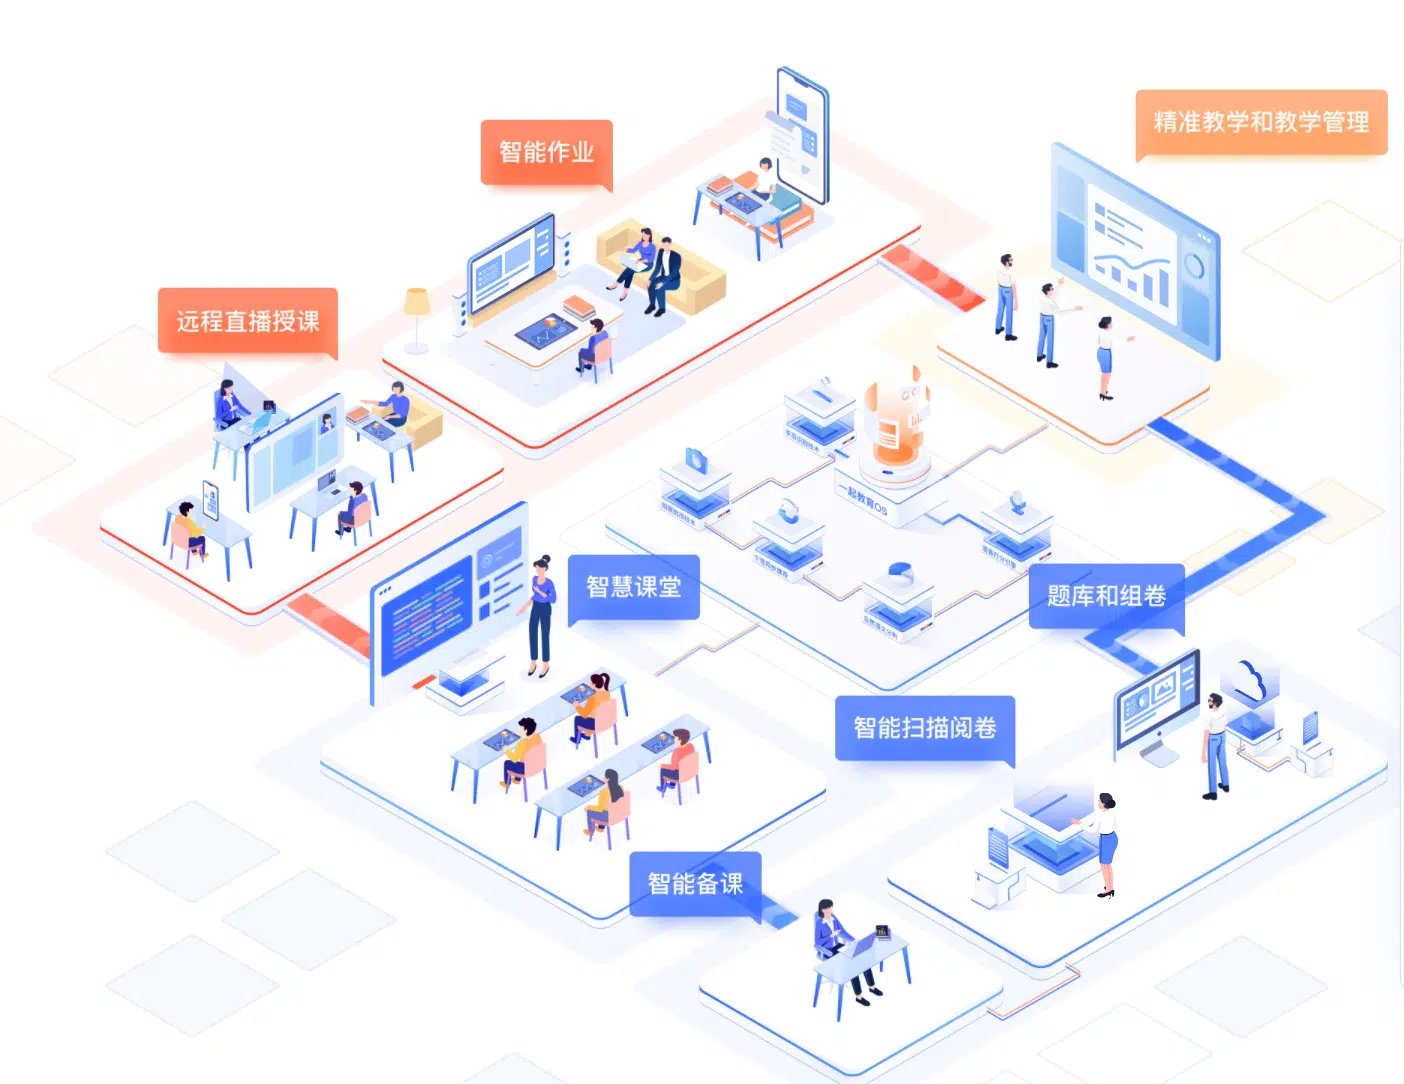 智能作业
精准教学和教学管理
远程直播授课
一起教育OS
智慧课堂
题库和组卷
智能扫描阅卷
智能备课